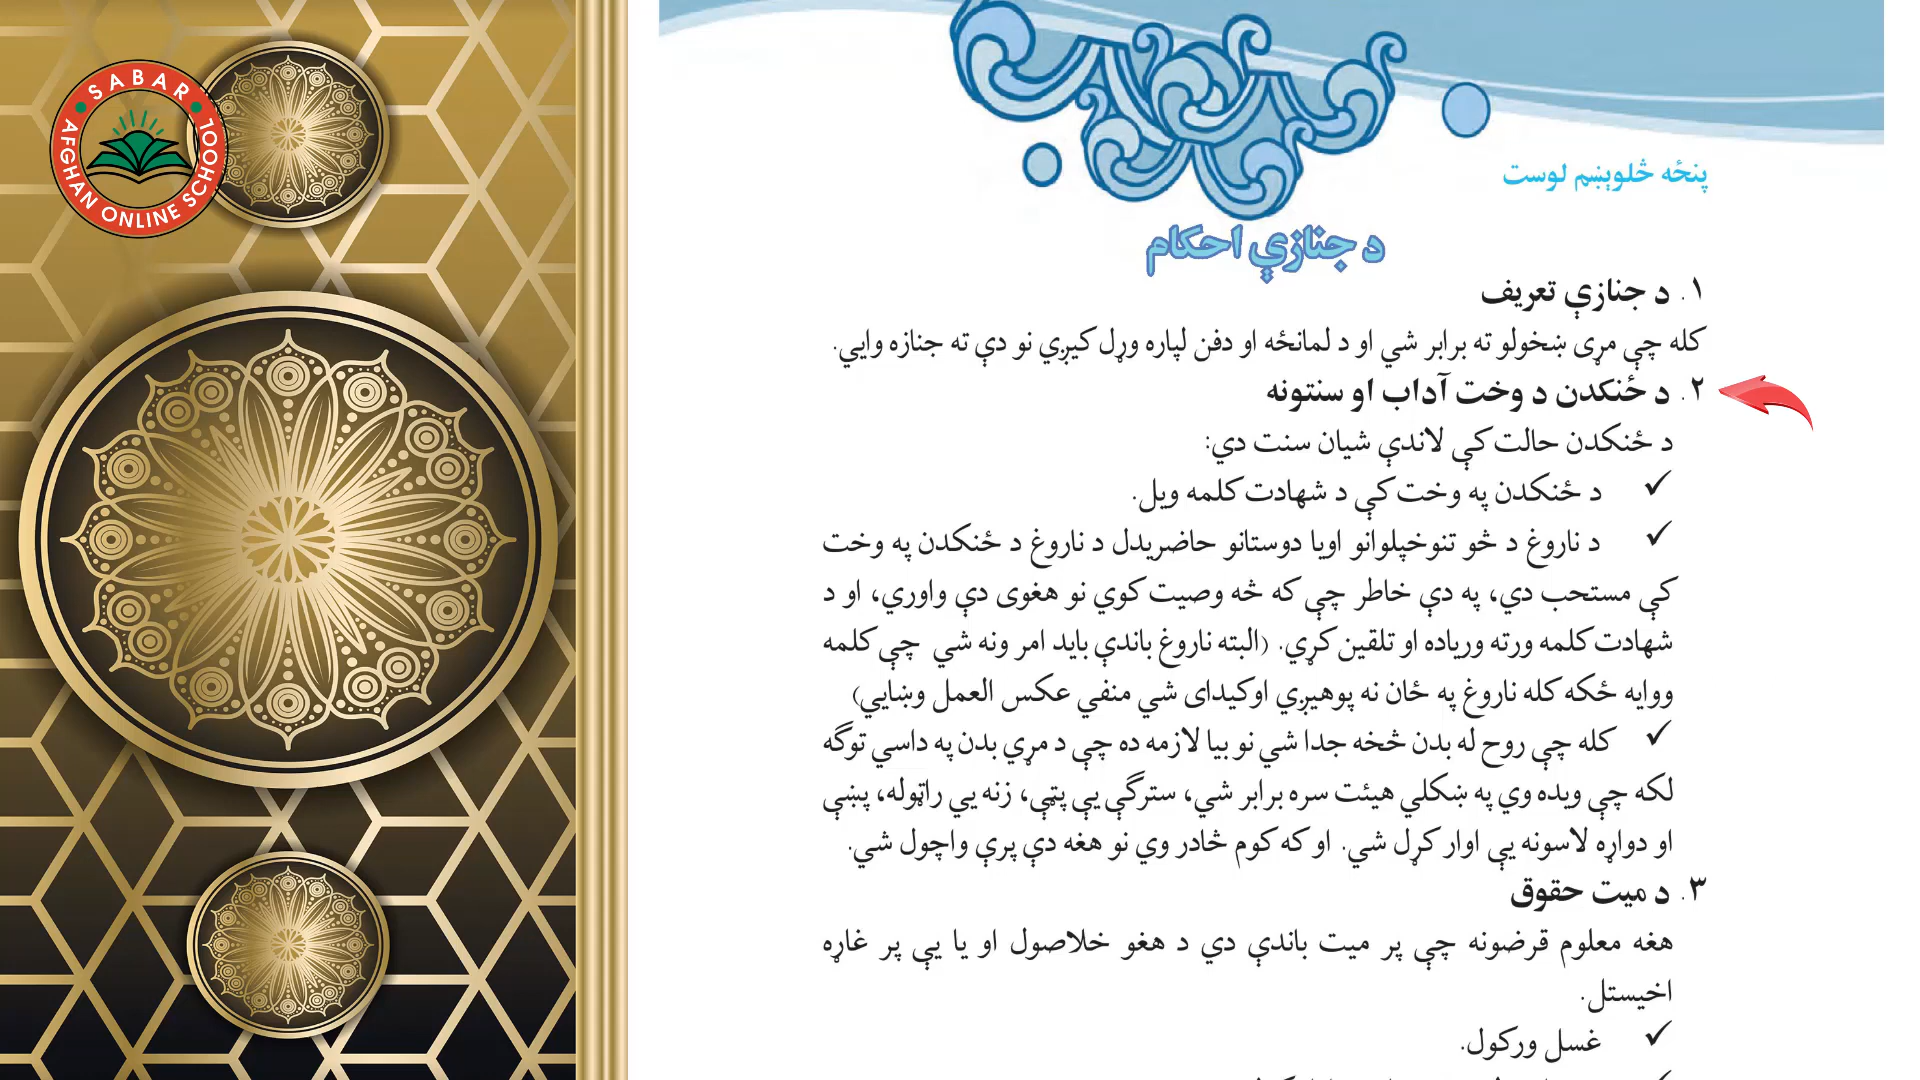 SABAR
AFGHAN ONLINE SCHOOL
پنځه څلوېښم لوست
د جنازې احکام
۱. د جنازې تعریف
کله چې مړی ښخولو ته برابر شي او د لمانځه او دفن لپاره وړل کیږي نو دې ته جنازه وايي.
۲. د ځنکدن د وخت آداب او سنتونه
د ځنکدن حالت کې لاندې شیان سنت دي:
✓ د ځنکدن په وخت کې د شهادت کلمه ویل.
✓ د ناروغ د څو تنوخپلوانو اویا دوستانو حاضریدل د ناروغ د ځنکدن په وخت
کې مستحب دي، په دې خاطر چې که څه وصیت کوي نو هغوی دې واوري، او د
شهادت کلمه ورته وریاده او تلقین کړي. (البته ناروغ باندې باید امر ونه شي چې کلمه
ووایه ځکه کله ناروغ په ځان نه پوهیږي اوکیدای شي منفي عکس العمل وښايي)
✓ کله چې روح له بدن څخه جدا شي نو بیا لازمه ده چې د مړي بدن په داسې توګه
لکه چې ویده وي په ښکلي هیئت سره برابر شي، سترګې یې پټې، زنه یې راټوله، پښې
او دواړه لاسونه یې اوار کړل شي. او که کوم څادر وي نو هغه دې پرې واچول شي.
۳. د میت حقوق
هغه معلوم قرضونه چې پر میت باندې دي د هغو خلاصول او یا یې پر غاړه
اخیستل.
✓ غسل ورکول.